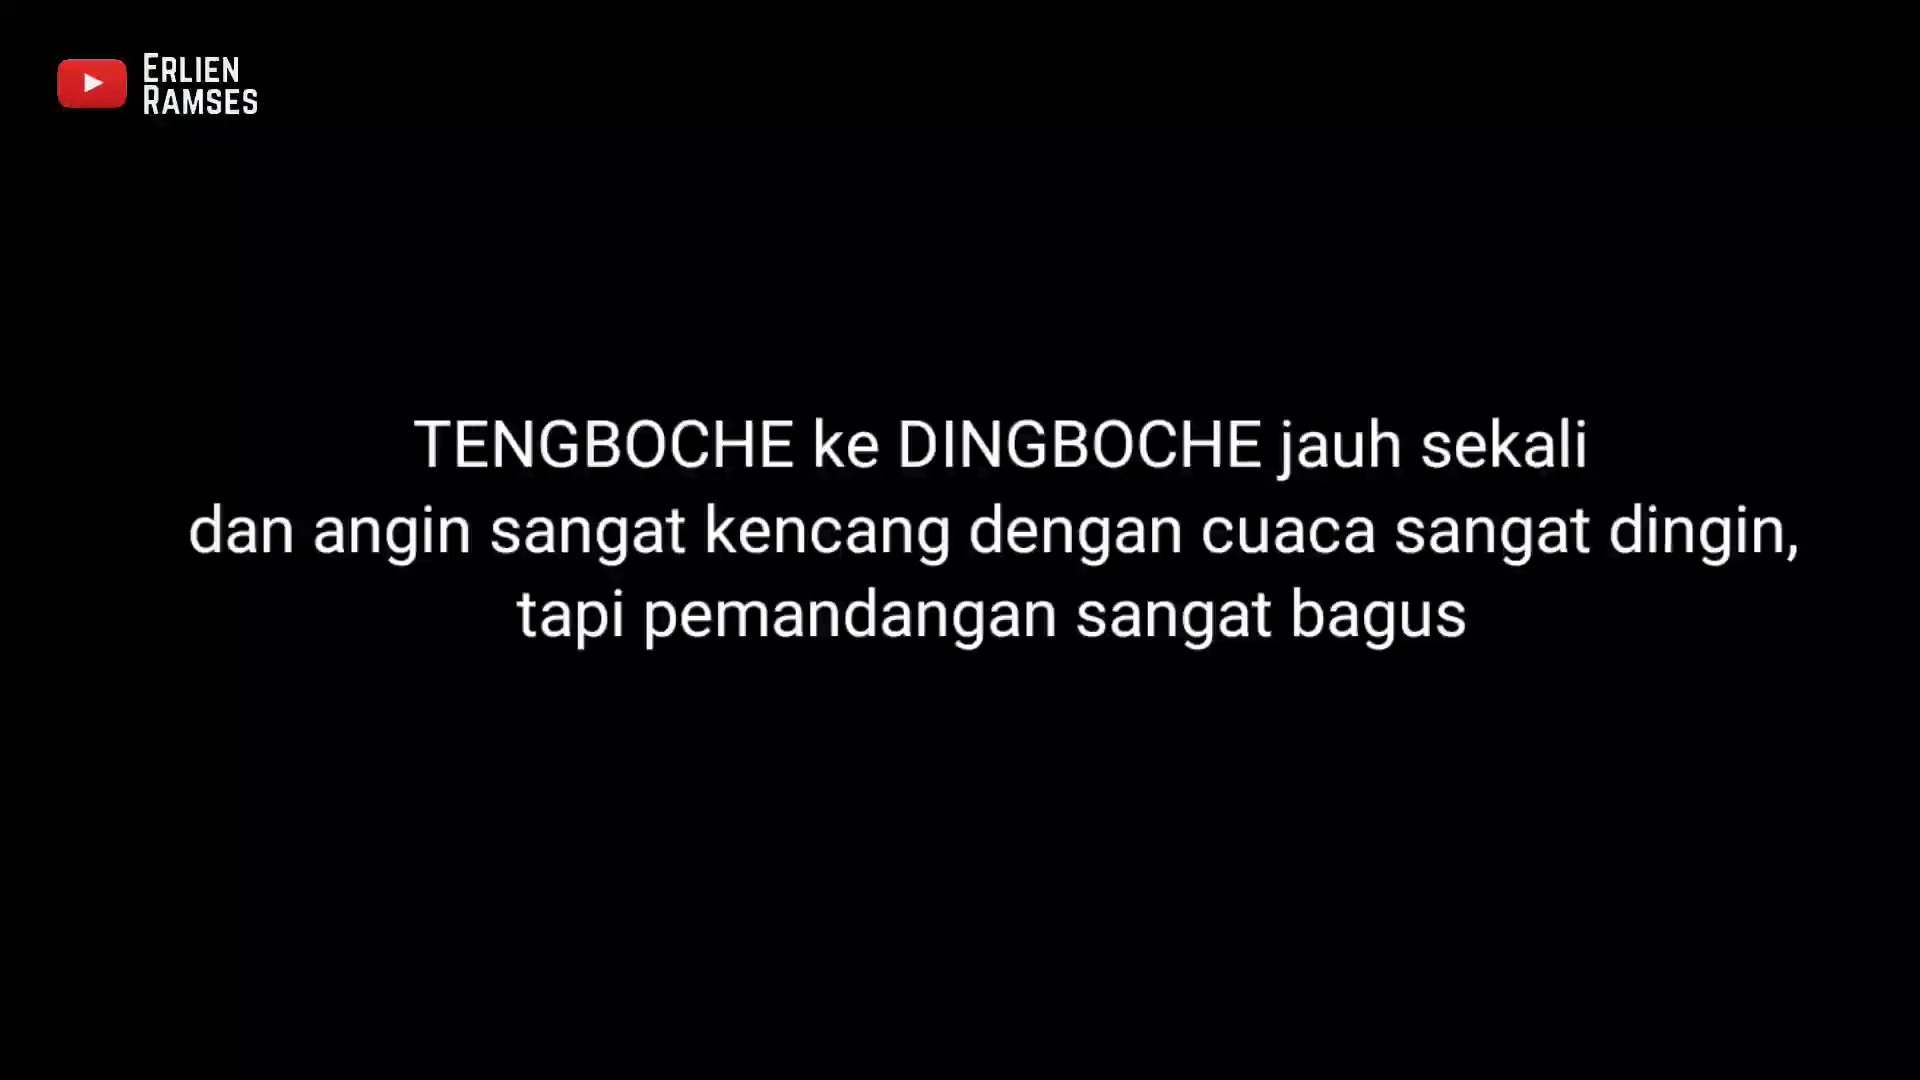 ERLIEN
RAMSES
TENGBOCHE ke DINGBOCHE jauh sekali
dan angin sangat kencang dengan cuaca sangat dingin,
tapi pemandangan sangat bagus